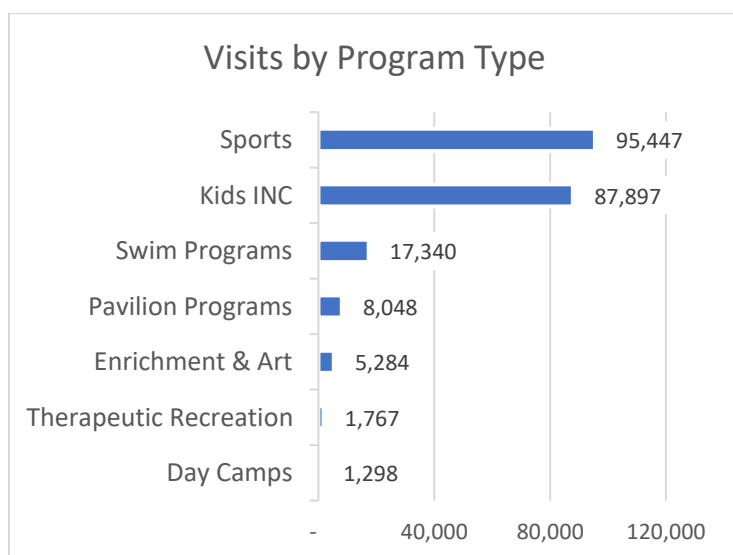 Visits by Program Type
Sports 95,447
Kids INC 87,897
Swim Programs 17,340
Pavilion Programs 8,048
Enrichment & Art 5,284
Therapeutic Recreation 1,767
Day Camps 1,298
- 40,000 80,000 120,000